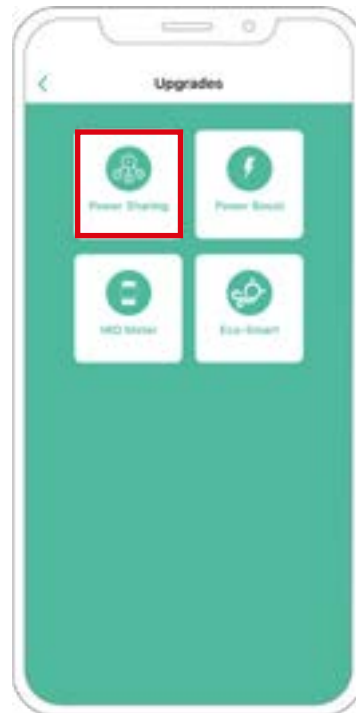 Upgrades
Power Sharing
Power Boost
MID Meter
Eco-Smart